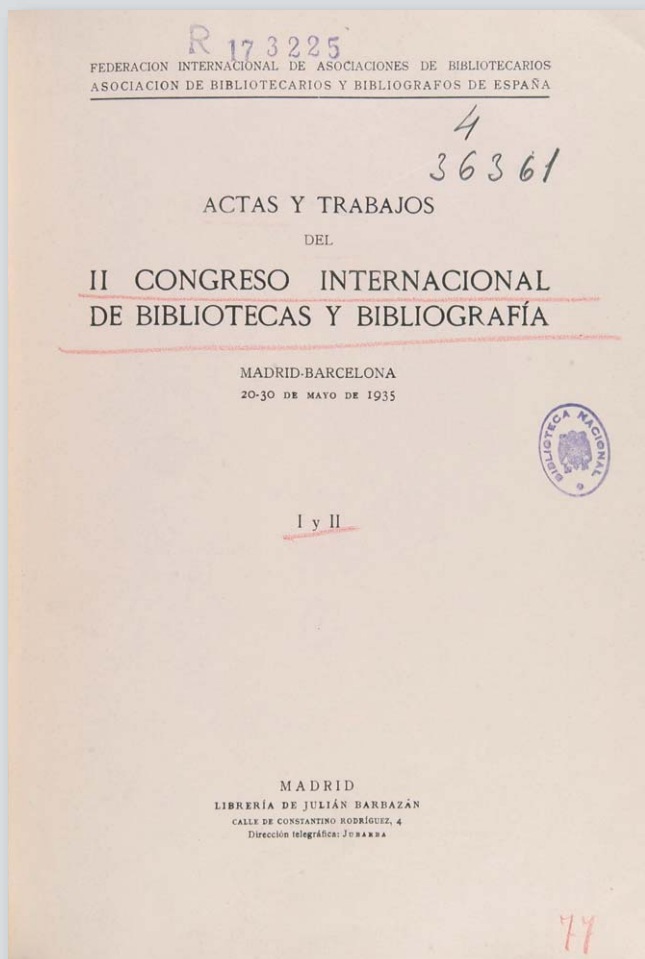 R 173225
FEDERACION INTERNACIONAL DE ASOCIACIONES DE BIBLIOTECARIOS
ASOCIACION DE BIBLIOTECARIOS Y BIBLIOGRAFOS DE ESPAÑA
4
36361
ACTAS Y TRABAJOS
DEL
II CONGRESO INTERNACIONAL
DE BIBLIOTECAS Y BIBLIOGRAFÍA
MADRID-BARCELONA
20-30 DE MAYO DE 1935
BIBLIOTECA NACIONAL
I y II
MADRID
LIBRERÍA DE JULIÁN BARBAZÁN
CALLE DE CONSTANTINO RODRÍGUEZ, 4
Dirección telegráfica: JUBARBA
77